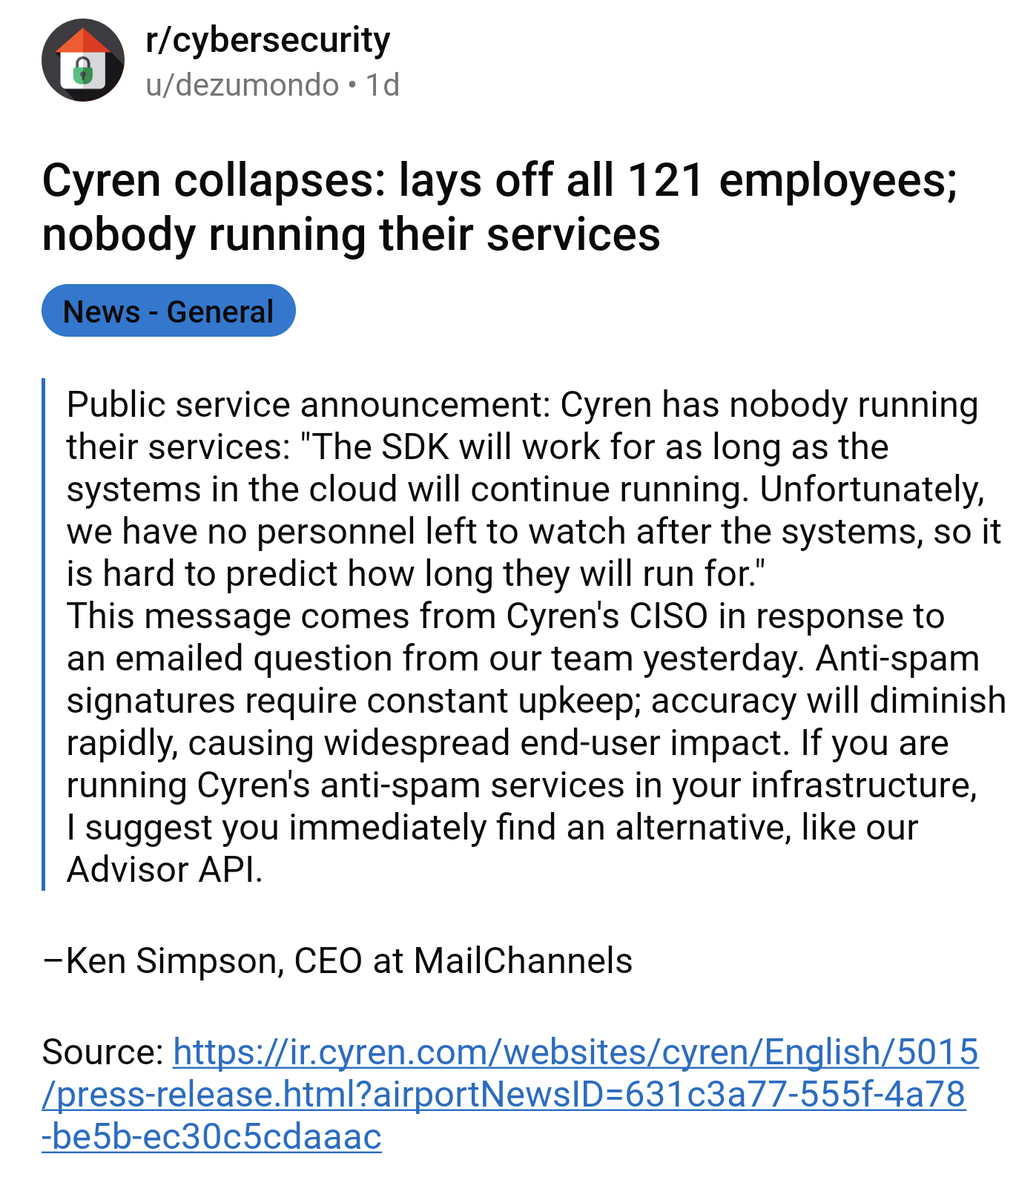 r/cybersecurity
u/dezumondo • 1d
Cyren collapses: lays off all 121 employees;
nobody running their services
News - General
Public service announcement: Cyren has nobody running
their services: "The SDK will work for as long as the
systems in the cloud will continue running. Unfortunately,
we have no personnel left to watch after the systems, so it
is hard to predict how long they will run for."
This message comes from Cyren's CISO in response to
an emailed question from our team yesterday. Anti-spam
signatures require constant upkeep; accuracy will diminish
rapidly, causing widespread end-user impact. If you are
running Cyren's anti-spam services in your infrastructure,
I suggest you immediately find an alternative, like our
Advisor API.
–Ken Simpson, CEO at MailChannels
Source: https://ir.cyren.com/websites/cyren/English/5015
/press-release.html?airportNewsID=631c3a77-555f-4a78
-be5b-ec30c5cdaaac